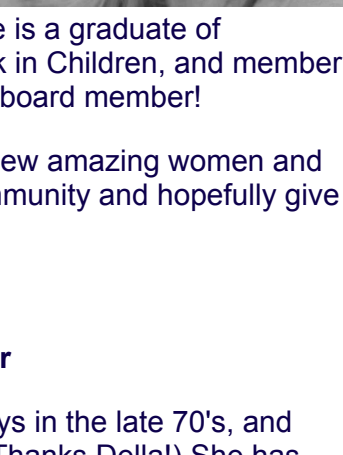 e is a graduate of
k in Children, and member
board member!
ew amazing women and
munity and hopefully give
r
ys in the late 70's, and
Thanks Della!) She has